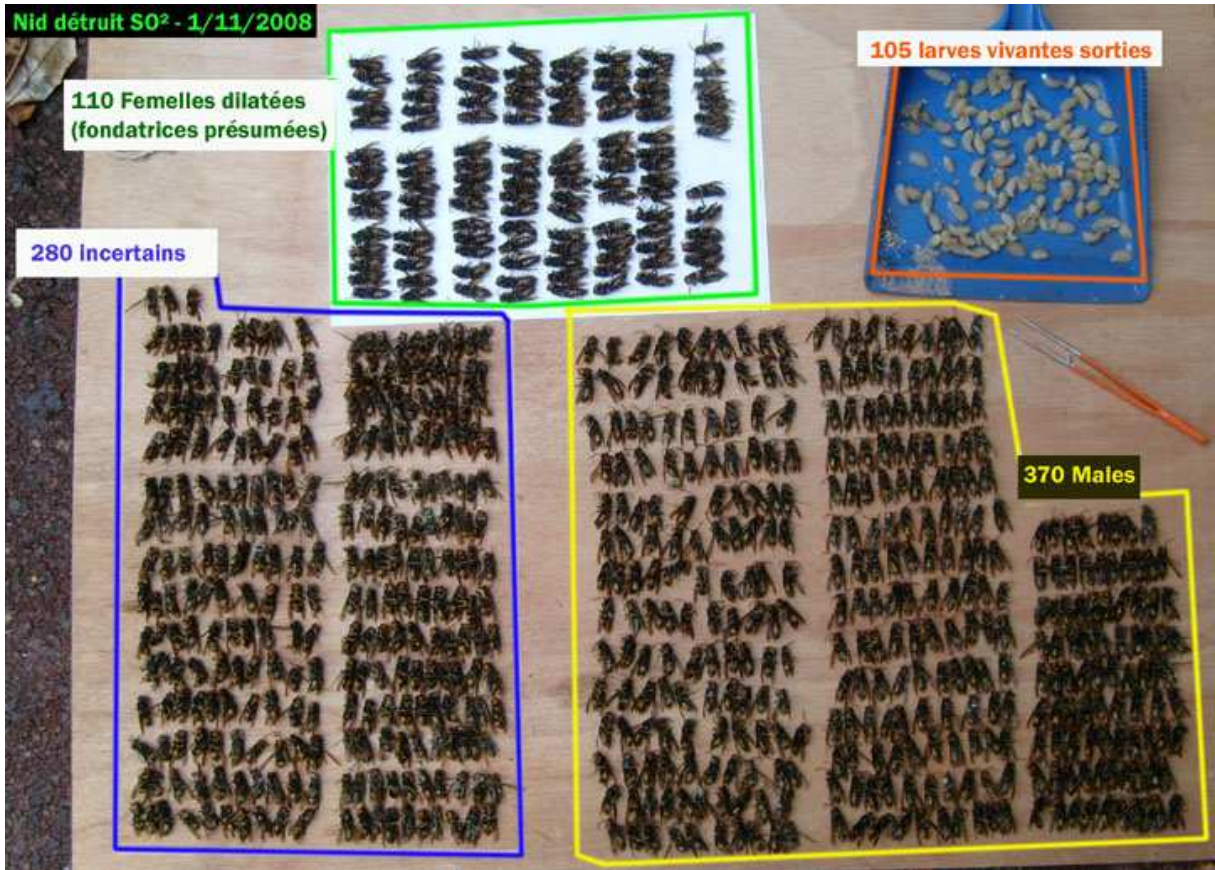 Nid détruit SO² - 1/11/2008
105 larves vivantes sorties
110 Femelles dilatées
(fondatrices présumées)
280 incertains
370 Males